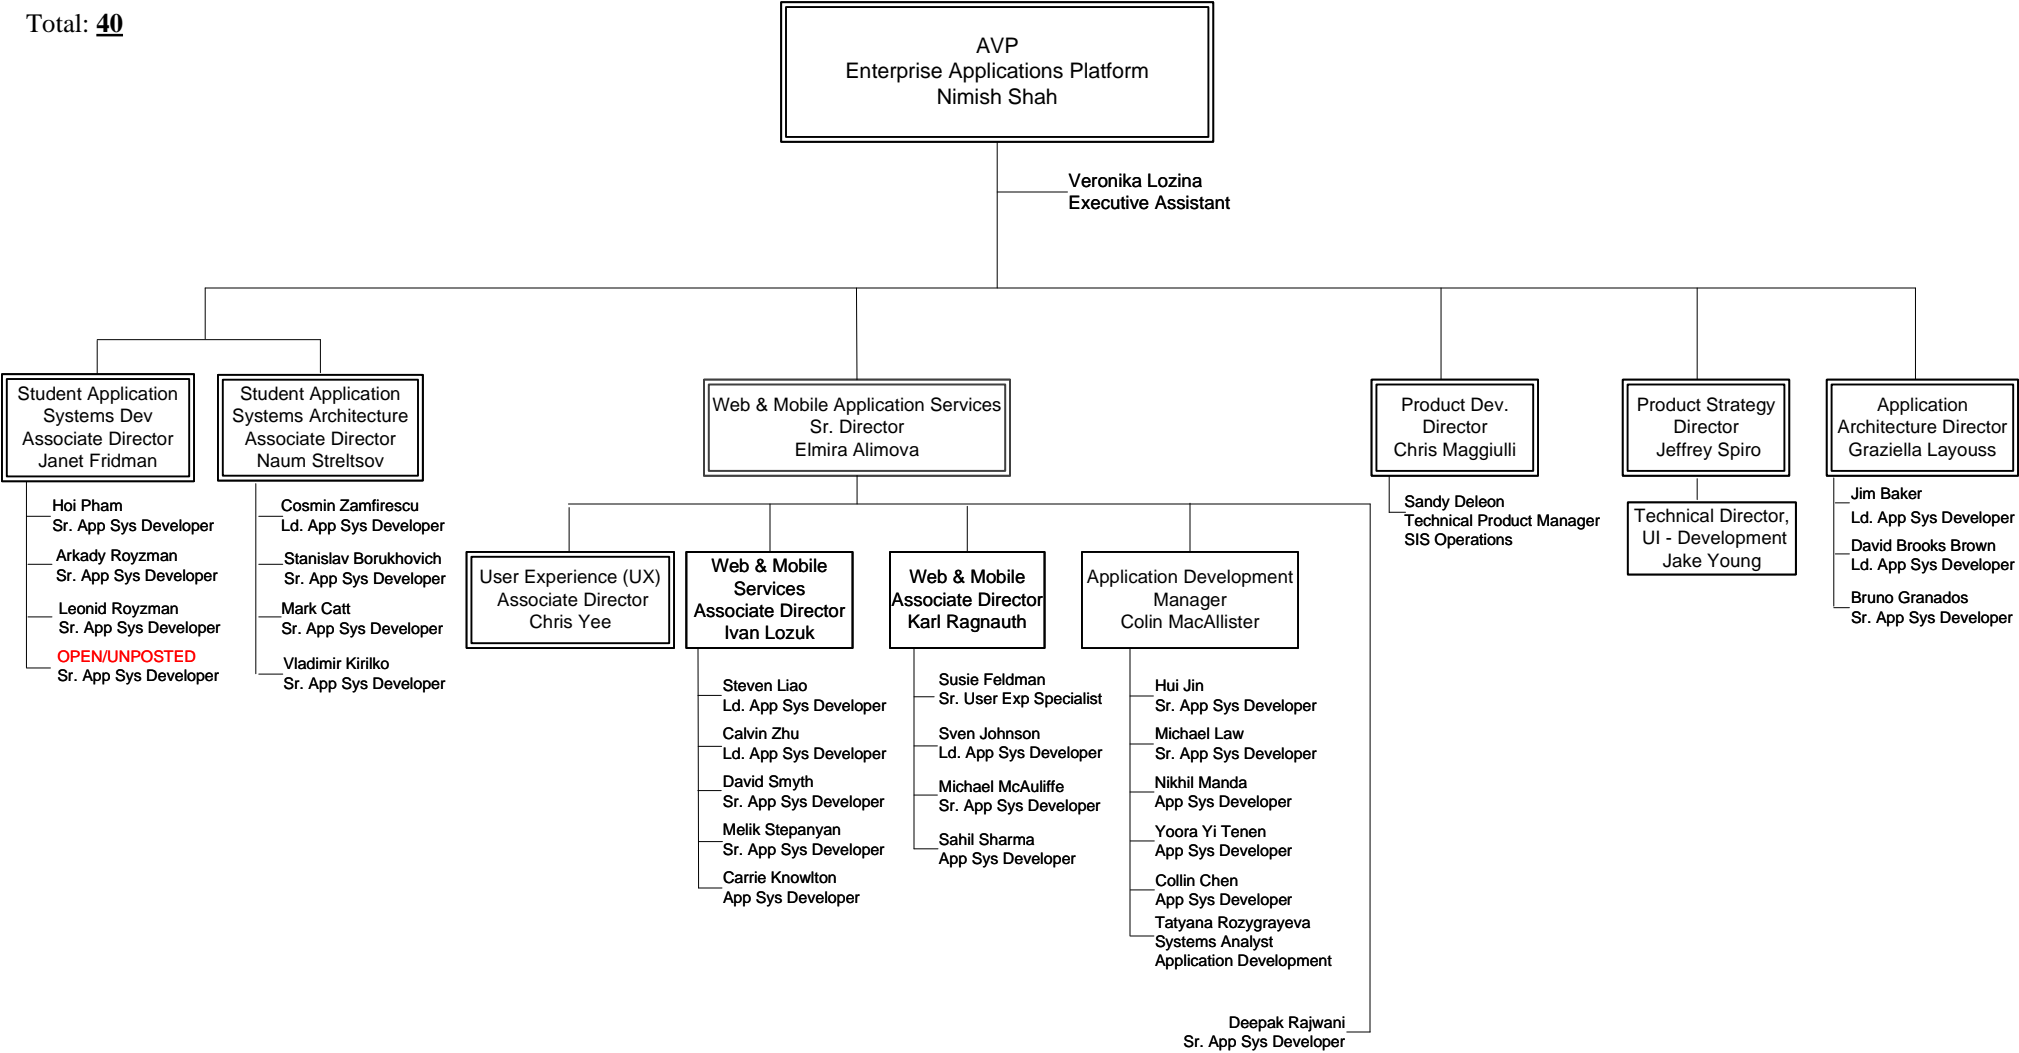 Total: 40
AVP
Enterprise Applications Platform
Nimish Shah
Veronika Lozina
Executive Assistant
Student Application
Systems Dev
Associate Director
Janet Fridman
Hoi Pham
Sr. App Sys Developer
Arkady Royzman
Sr. App Sys Developer
Leonid Royzman
Sr. App Sys Developer
OPEN/UNPOSTED
Sr. App Sys Developer
Student Application
Systems Architecture
Associate Director
Naum Streltsov
Cosmin Zamfirescu
Ld. App Sys Developer
Stanislav Borukhovich
Sr. App Sys Developer
Mark Catt
Sr. App Sys Developer
Vladimir Kirilko
Sr. App Sys Developer
Web & Mobile Application Services
Sr. Director
Elmira Alimova
User Experience (UX)
Associate Director
Chris Yee
Web & Mobile
Services
Associate Director
Ivan Lozuk
Steven Liao
Ld. App Sys Developer
Calvin Zhu
Ld. App Sys Developer
David Smyth
Sr. App Sys Developer
Melik Stepanyan
Sr. App Sys Developer
Carrie Knowlton
App Sys Developer
Web & Mobile
Associate Director
Karl Ragnauth
Susie Feldman
Sr. User Exp Specialist
Sven Johnson
Ld. App Sys Developer
Michael McAuliffe
Sr. App Sys Developer
Sahil Sharma
App Sys Developer
Application Development
Manager
Colin MacAllister
Hui Jin
Sr. App Sys Developer
Michael Law
Sr. App Sys Developer
Nikhil Manda
App Sys Developer
Yoora Yi Tenen
App Sys Developer
Collin Chen
App Sys Developer
Tatyana Rozygrayeva
Systems Analyst
Application Development
Deepak Rajwani
Sr. App Sys Developer
Product Dev.
Director
Chris Maggiulli
Sandy Deleon
Technical Product Manager
SIS Operations
Product Strategy
Director
Jeffrey Spiro
Technical Director,
UI - Development
Jake Young
Application
Architecture Director
Graziella Layouss
Jim Baker
Ld. App Sys Developer
David Brooks Brown
Ld. App Sys Developer
Bruno Granados
Sr. App Sys Developer